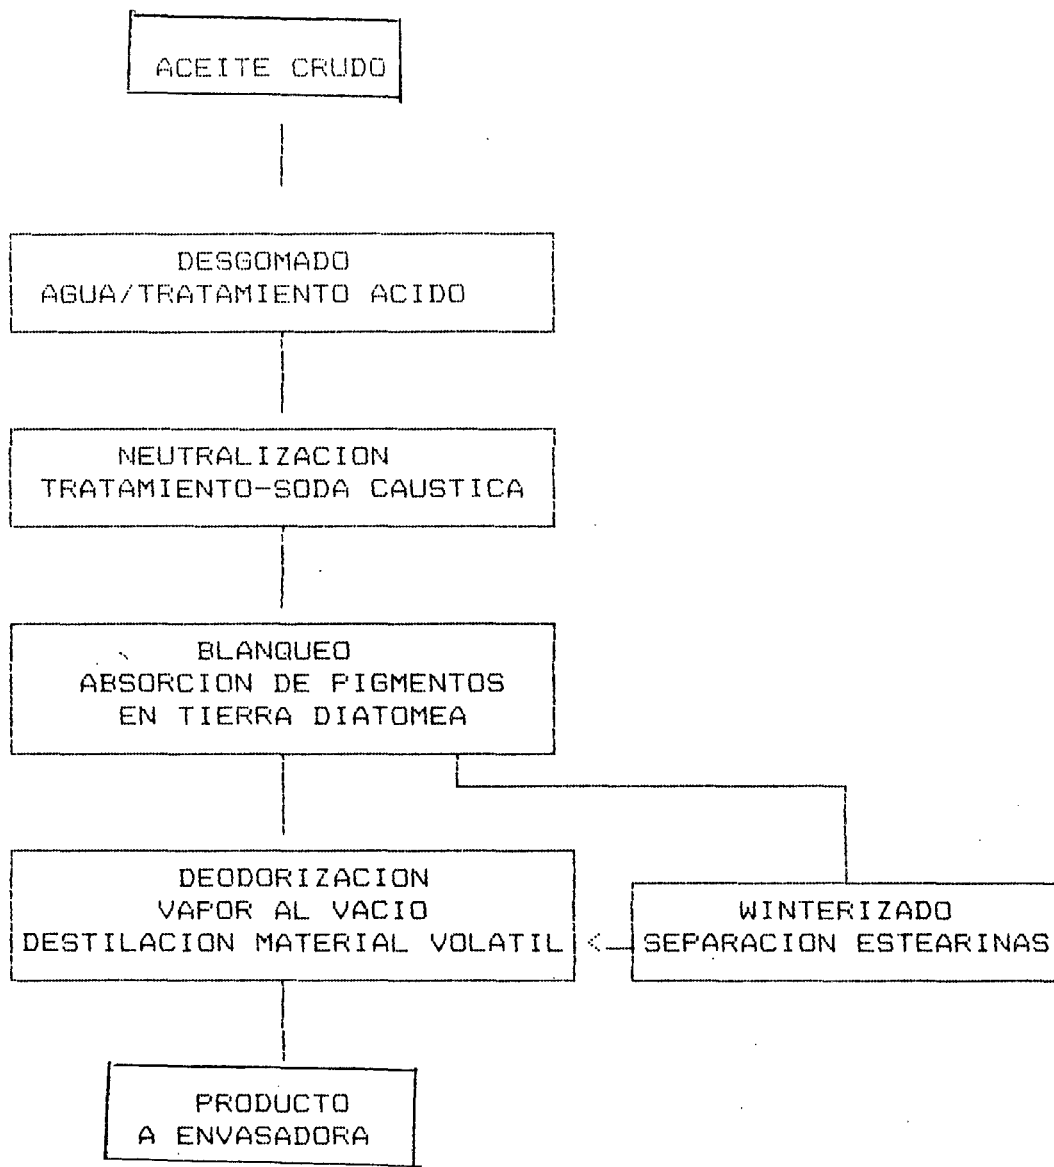 ACEITE CRUDO
DESGOMADO
AGUA/TRATAMIENTO ACIDO
NEUTRALIZACION
TRATAMIENTO-SODA CAUSTICA
BLANQUEO
ABSORCION DE PIGMENTOS
EN TIERRA DIATOMEA
DEODORIZACION
VAPOR AL VACIO
DESTILACION MATERIAL VOLATIL
WINTERIZADO
SEPARACION ESTEARINAS
PRODUCTO
A ENVASADORA